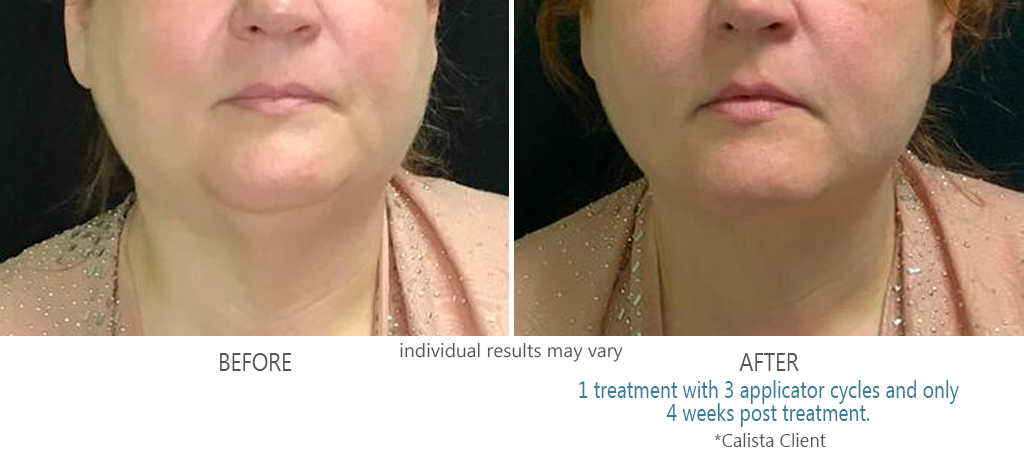 individual results may vary
BEFORE
AFTER
1 treatment with 3 applicator cycles and only
4 weeks post treatment.
*Calista Client